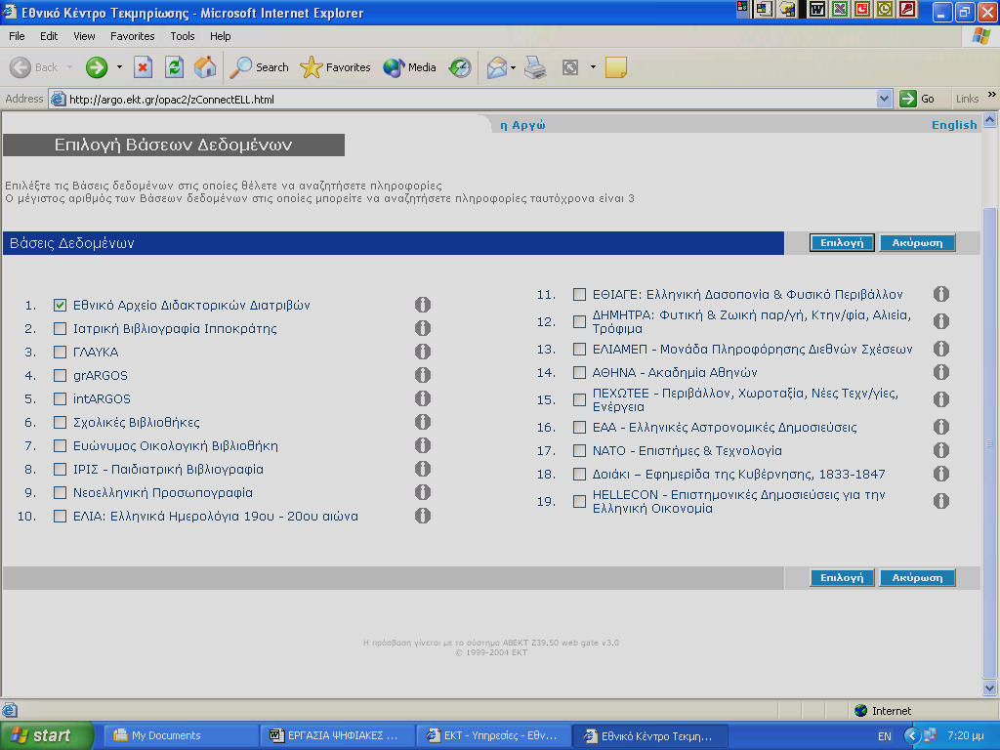 Εθνικό Κέντρο Τεκμηρίωσης - Microsoft Internet Explorer
File Edit View Favorites Tools Help
Back Search Favorites Media
Address http://argo.ekt.gr/opac2/zConnectELL.html Go Links »
η Αργώ English
Επιλογή Βάσεων Δεδομένων
Επιλέξτε τις Βάσεις δεδομένων στις οποίες θέλετε να αναζητήσετε πληροφορίες
Ο μέγιστος αριθμός των Βάσεων δεδομένων στις οποίες μπορείτε να αναζητήσετε πληροφορίες ταυτόχρονα είναι 3
Βάσεις Δεδομένων Επιλογή Ακύρωση
1. Εθνικό Αρχείο Διδακτορικών Διατριβών
2. Ιατρική Βιβλιογραφία Ιπποκράτης
3. ΓΛΑΥΚΑ
4. grARGOS
5. intARGOS
6. Σχολικές Βιβλιοθήκες
7. Ευώνυμος Οικολογική Βιβλιοθήκη
8. ΙΡΙΣ - Παιδιατρική Βιβλιογραφία
9. Νεοελληνική Προσωπογραφία
10. ΕΛΙΑ: Ελληνικά Ημερολόγια 19ου - 20ου αιώνα
11. ΕΘΙΑΓΕ: Ελληνική Δασοπονία & Φυσικό Περιβάλλον
12. ΔΗΜΗΤΡΑ: Φυτική & Ζωική παρ/γή, Κτην/φία, Αλιεία,
Τρόφιμα
13. ΕΛΙΑΜΕΠ - Μονάδα Πληροφόρησης Διεθνών Σχέσεων
14. ΑΘΗΝΑ - Ακαδημία Αθηνών
15. ΠΕΧΩΤΕΕ - Περιβάλλον, Χωροταξία, Νέες Τεχν/γίες,
Ενέργεια
16. ΕΑΑ - Ελληνικές Αστρονομικές Δημοσιεύσεις
17. ΝΑΤΟ - Επιστήμες & Τεχνολογία
18. Δοιάκι – Εφημερίδα της Κυβέρνησης, 1833-1847
19. HELLECON - Επιστημονικές Δημοσιεύσεις για την
Ελληνική Οικονομία
Επιλογή Ακύρωση
Η πρόσβαση γίνεται με το σύστημα ΑΒΕΚΤ Z39.50 web gate v3.0
© 1999-2004 ΕΚΤ
Internet
start My Documents ΕΡΓΑΣΙΑ ΨΗΦΙΑΚΕΣ ... ΕΚΤ - Υπηρεσίες - Εθν... Εθνικό Κέντρο Τεκμη... EN 7:20 μμ